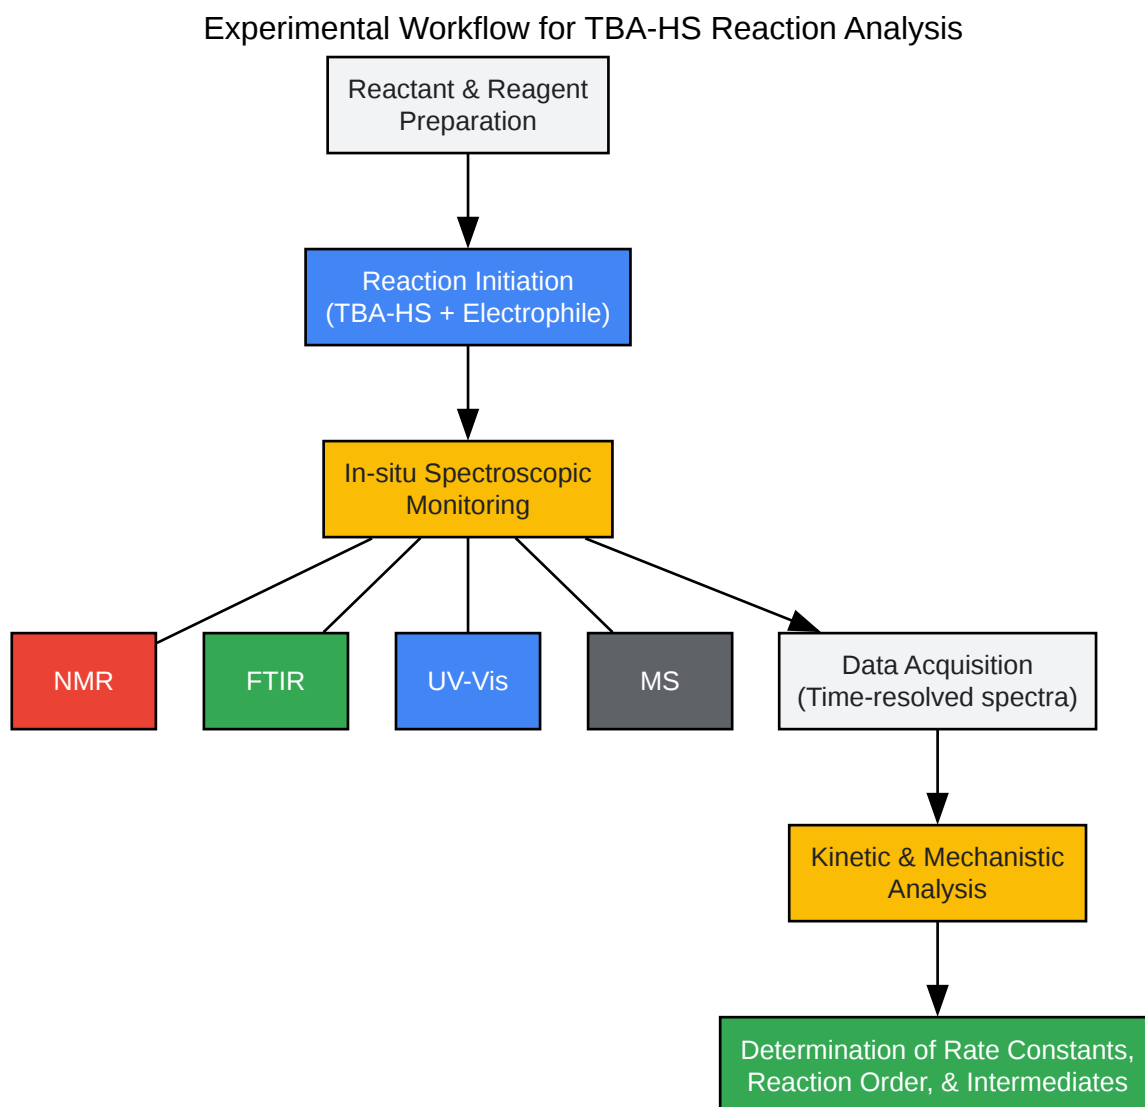 Experimental Workflow for TBA-HS Reaction Analysis
Reactant & Reagent
Preparation
Reaction Initiation
(TBA-HS + Electrophile)
In-situ Spectroscopic
Monitoring
NMR
FTIR
UV-Vis
MS
Data Acquisition
(Time-resolved spectra)
Kinetic & Mechanistic
Analysis
Determination of Rate Constants,
Reaction Order, & Intermediates